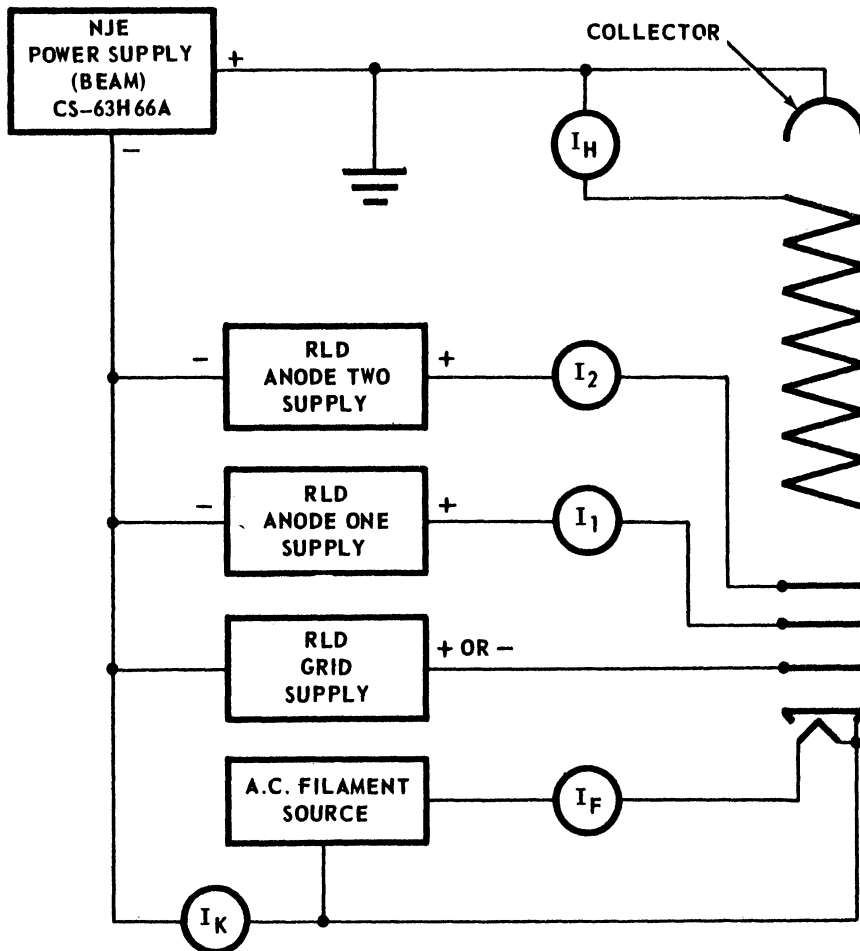 NJE
POWER SUPPLY
(BEAM)
CS-63H66A
+
-
COLLECTOR
IH
-
RLD
ANODE TWO
SUPPLY
+
I2
-
RLD
ANODE ONE
SUPPLY
+
I1
RLD
GRID
SUPPLY
+ OR -
A.C. FILAMENT
SOURCE
IF
IK